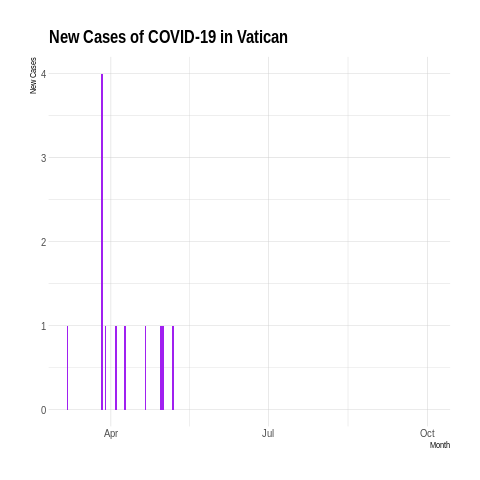 New Cases of COVID-19 in Vatican
New Cases
4
3
2
1
0
Apr
Jul
Oct
Month